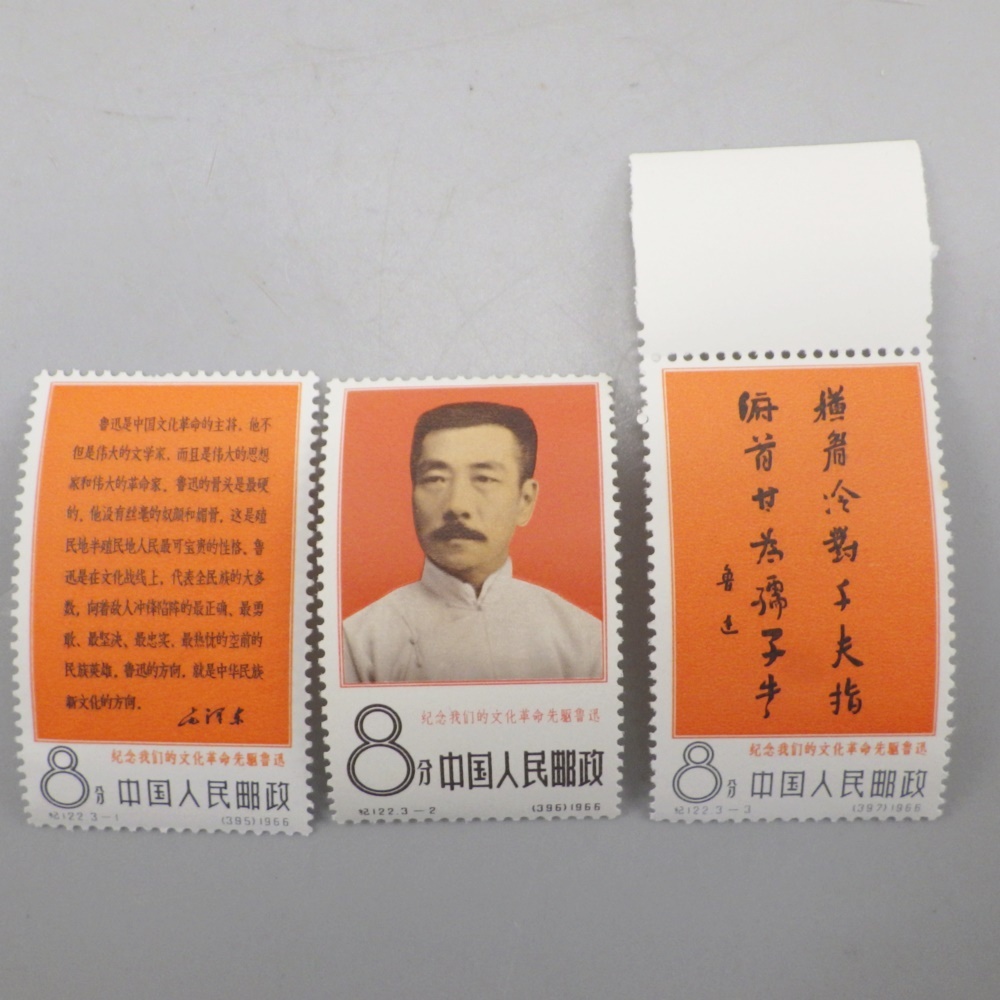 鲁迅是中国文化革命的主将，他不
但是伟大的文学家，而且是伟大的思想
家和伟大的革命家。鲁迅的骨头是最硬
的，他没有丝毫的奴颜和媚骨，这是殖
民地半殖民地人民最可宝贵的性格。鲁
迅是在文化战线上，代表全民族的大多
数，向着敌人冲锋陷阵的最正确、最勇
敢、最坚决、最忠实、最热忱的空前的
民族英雄。鲁迅的方向，就是中华民族
新文化的方向。
毛泽东
纪念我们的文化革命先驱鲁迅
8分 中国人民邮政
纪122.3-1 (395)1966
纪念我们的文化革命先驱鲁迅
8分 中国人民邮政
纪122.3-2 (396)1966
横眉冷對千夫指
俯首甘为孺子牛
鲁迅
纪念我们的文化革命先驱鲁迅
8分 中国人民邮政
纪122.3-3 (397)1966